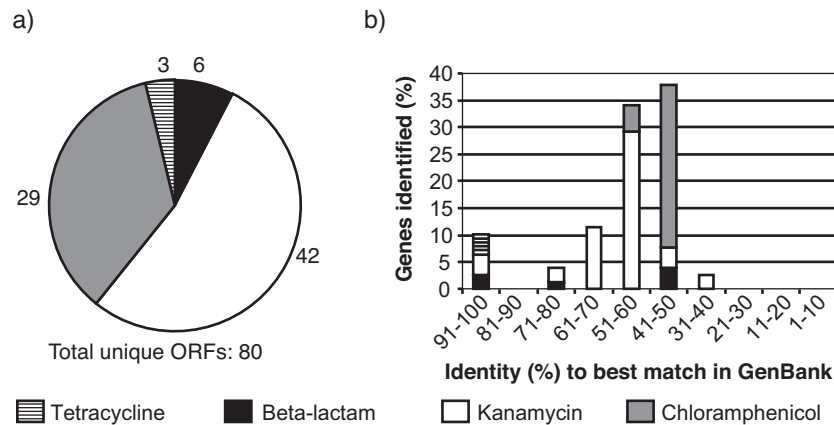 a)
3 6
29
42
Total unique ORFs: 80
b)
Genes identified (%)
40
35
30
25
20
15
10
5
0
91-100 81-90 71-80 61-70 51-60 41-50 31-40 21-30 11-20 1-10
Identity (%) to best match in GenBank
Tetracycline Beta-lactam Kanamycin Chloramphenicol